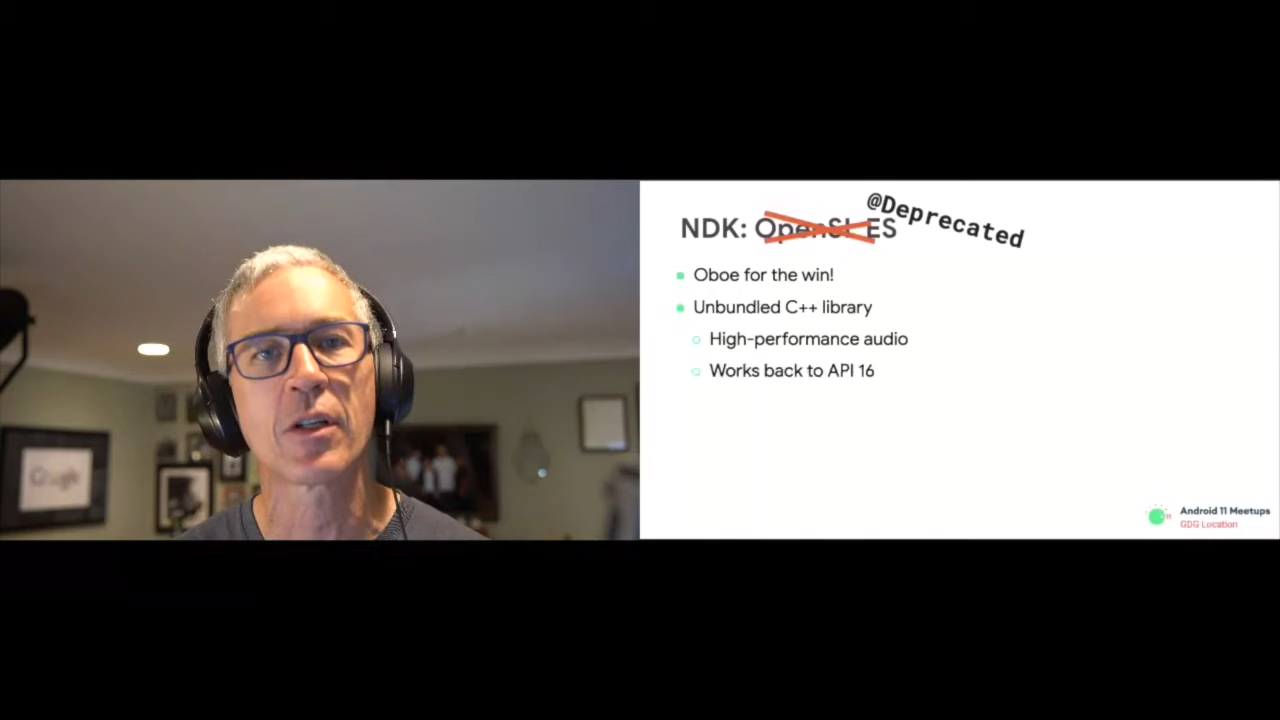 @Deprecated
NDK: OpenSL ES
Oboe for the win!
Unbundled C++ library
High-performance audio
Works back to API 16
Google
Android 11 Meetups
GDG Location